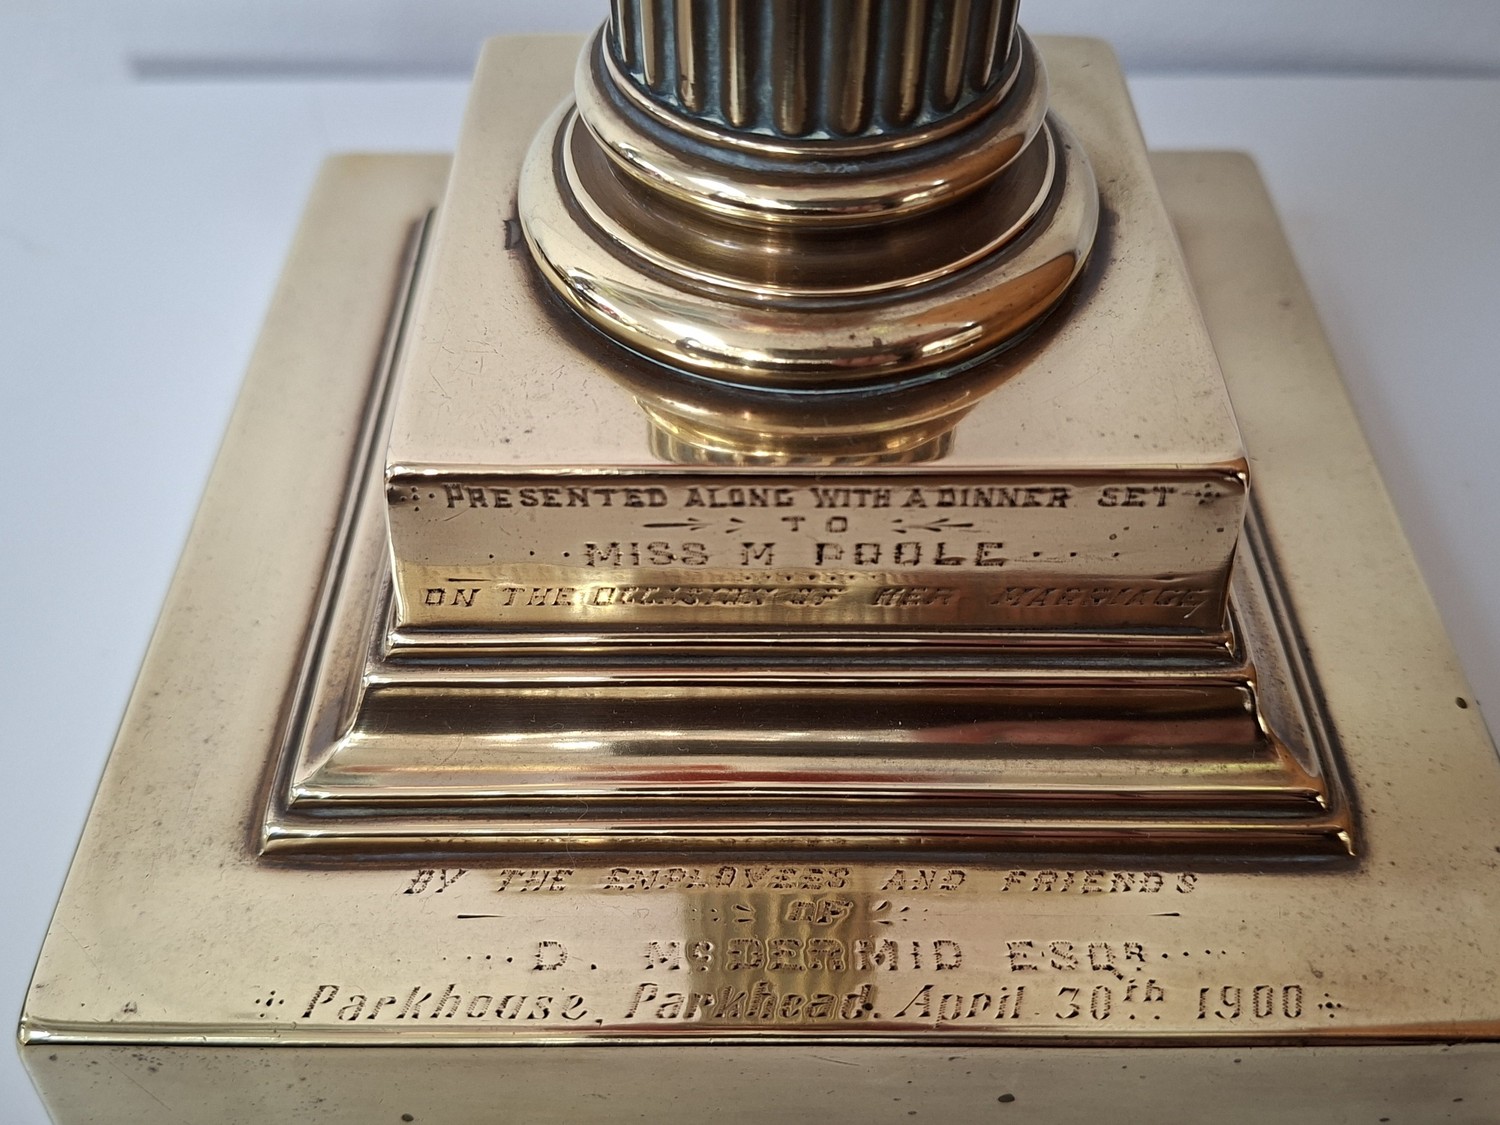 PRESENTED ALONG WITH A DINNER SET
TO
MISS M POOLE
ON THE OCCASION OF HER MARRIAGE
BY THE EMPLOYEES AND FRIENDS
OF
D. McDERMID ESQR
Parkhouse, Parkhead. April 30th 1900